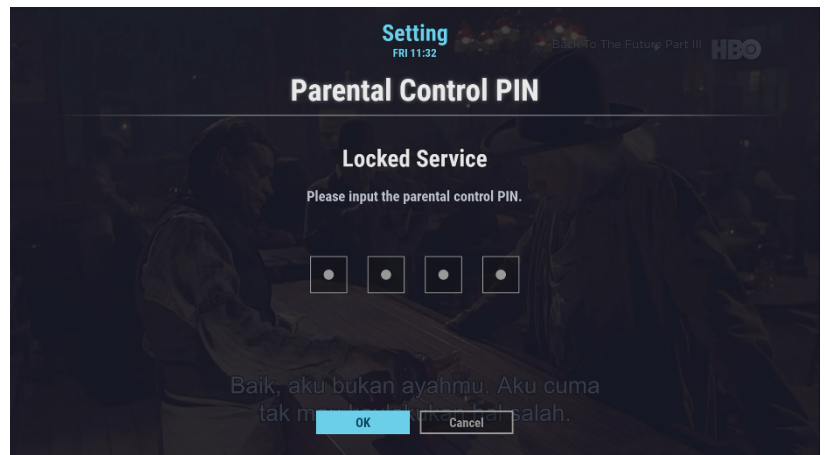 Setting
FRI 11:32
Back To The Future Part III
HBO
Parental Control PIN
Locked Service
Please input the parental control PIN.
Baik, aku bukan ayahmu. Aku cuma
tak salah.
OK
Cancel